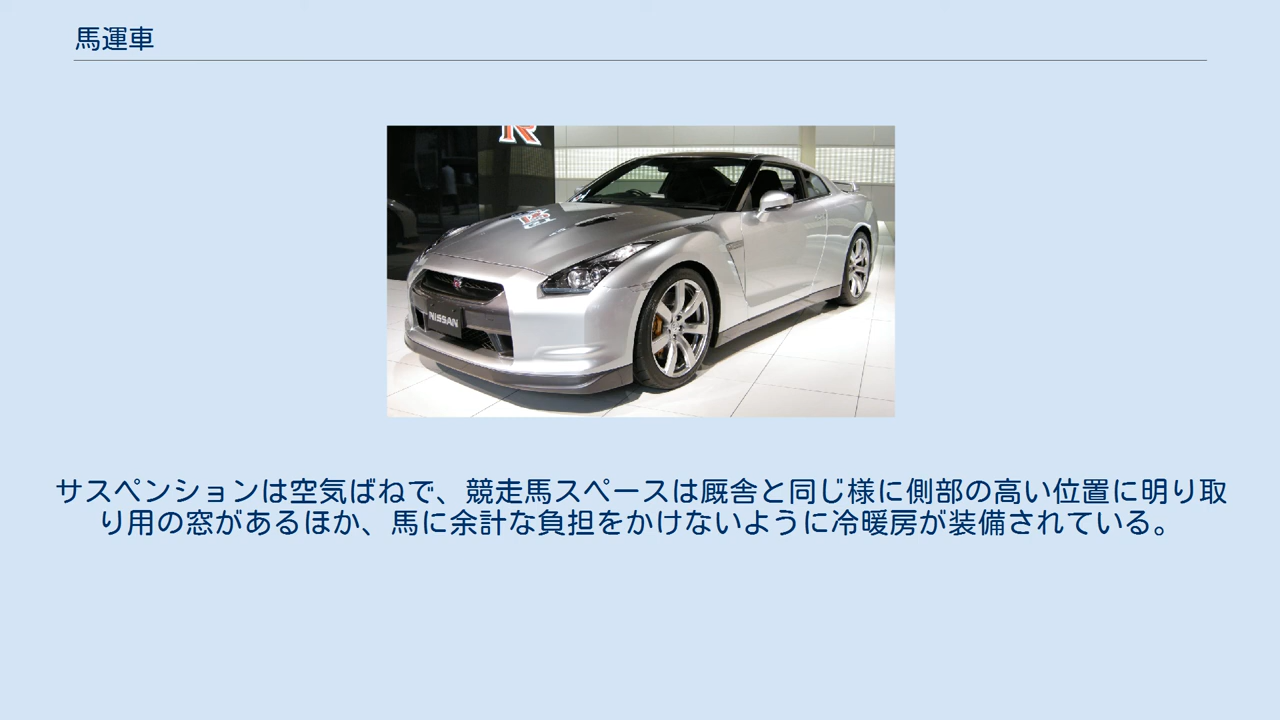 馬運車
R
NISSAN
サスペンションは空気ばねで、競走馬スペースは厩舎と同じ様に側部の高い位置に明り取
り用の窓があるほか、馬に余計な負担をかけないように冷暖房が装備されている。